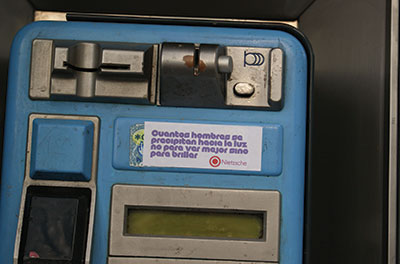 Cuantos hombres se
precipitan hacia la luz
no para ver mejor sino
para brillar
Nietzsche